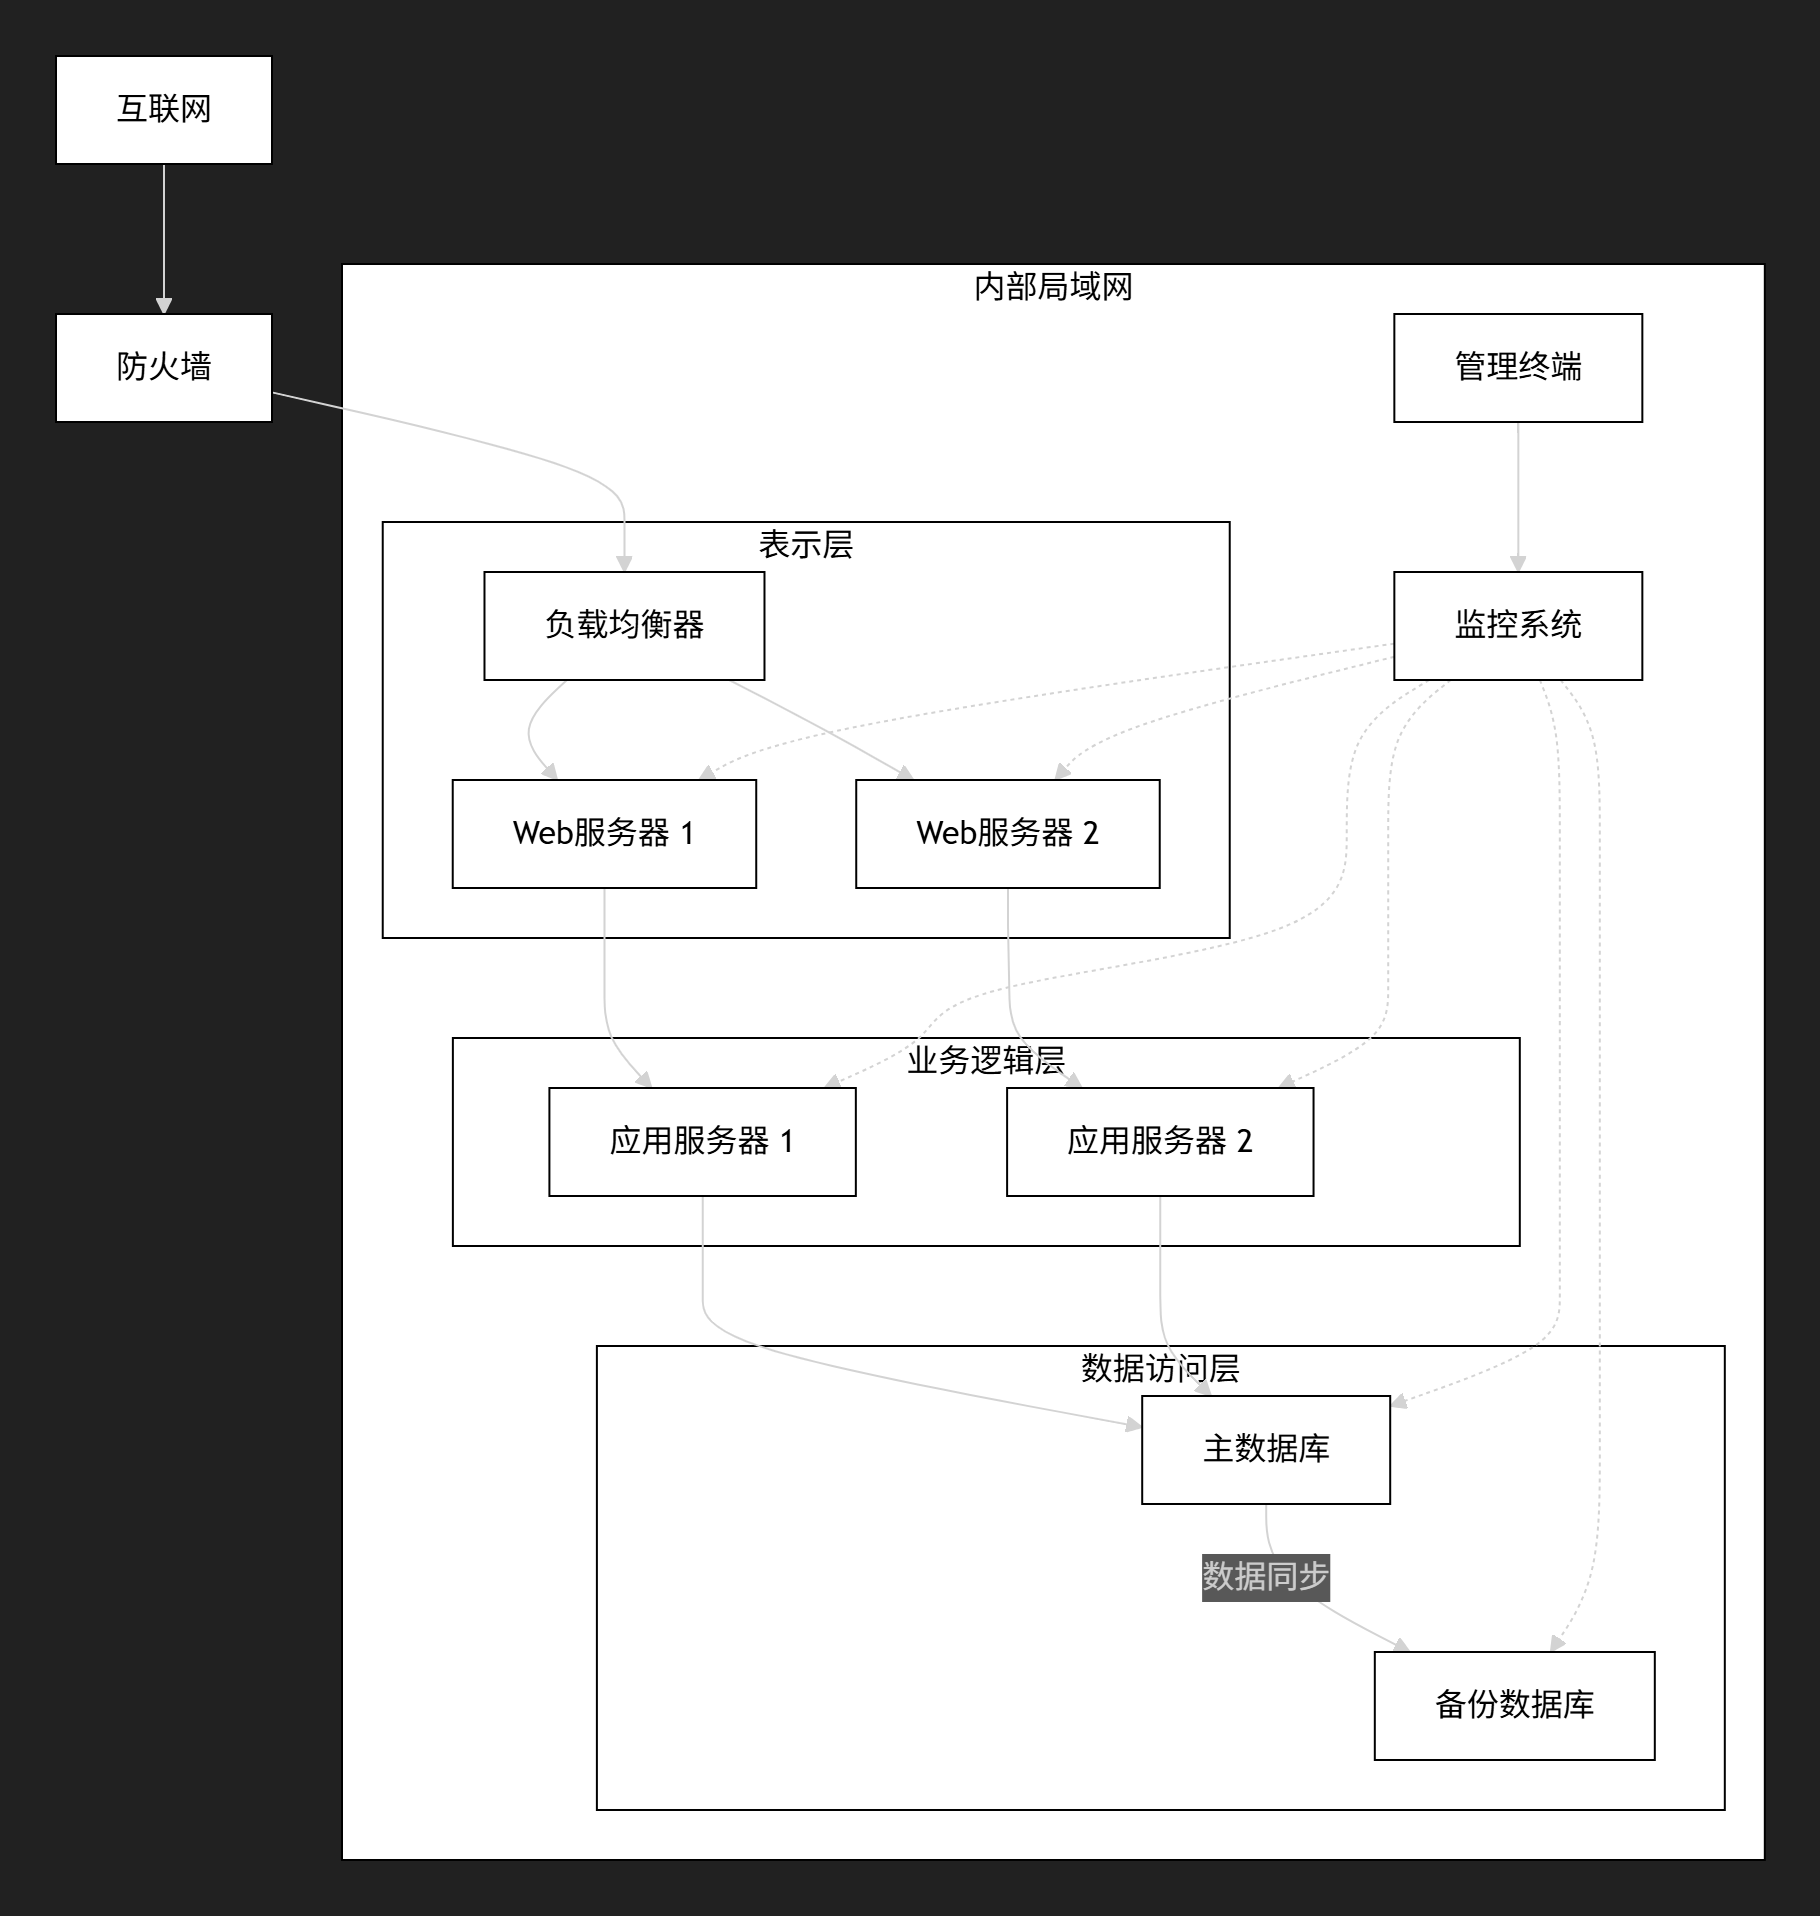 互联网
内部局域网
防火墙
管理终端
表示层
负载均衡器
监控系统
Web服务器 1
Web服务器 2
业务逻辑层
应用服务器 1
应用服务器 2
数据访问层
主数据库
数据同步
备份数据库